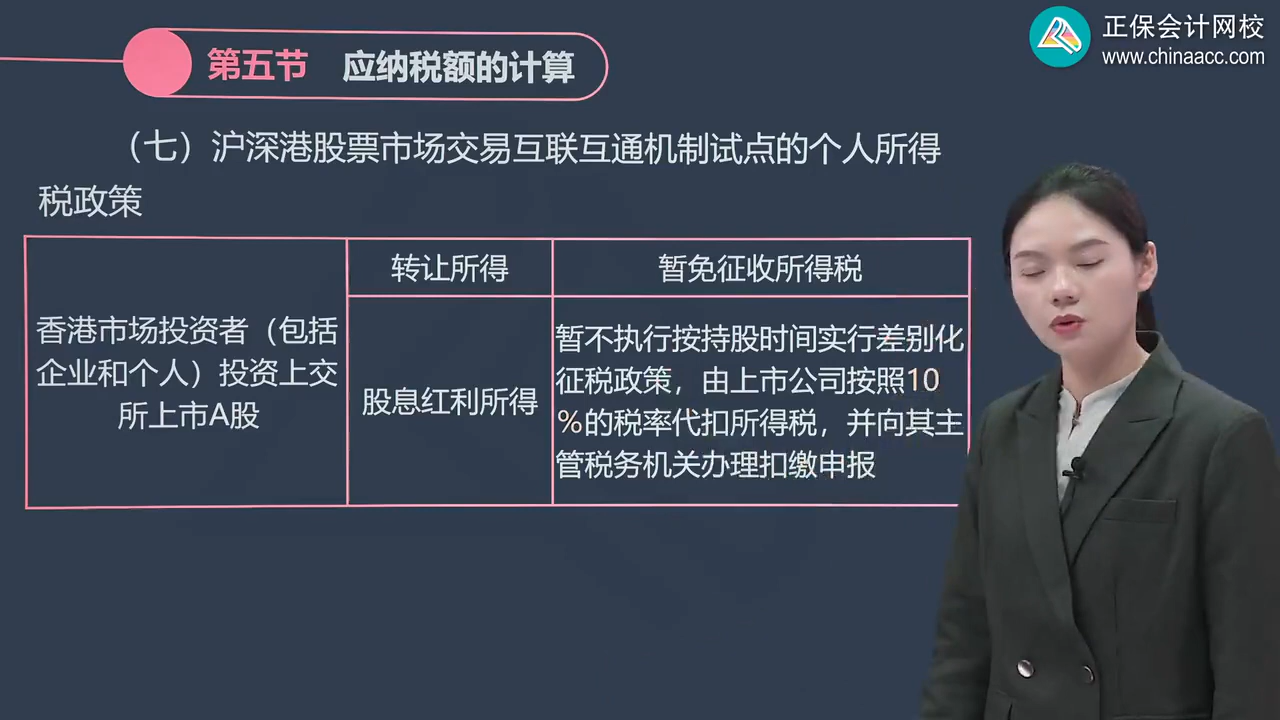 正保会计网校
www.chinaacc.com
第五节 应纳税额的计算
（七）沪深港股票市场交易互联互通机制试点的个人所得
税政策
香港市场投资者（包括
企业和个人）投资上交
所上市A股
转让所得
暂免征收所得税
股息红利所得
暂不执行按持股时间实行差别化
征税政策，由上市公司按照10
%的税率代扣所得税，并向其主
管税务机关办理扣缴申报